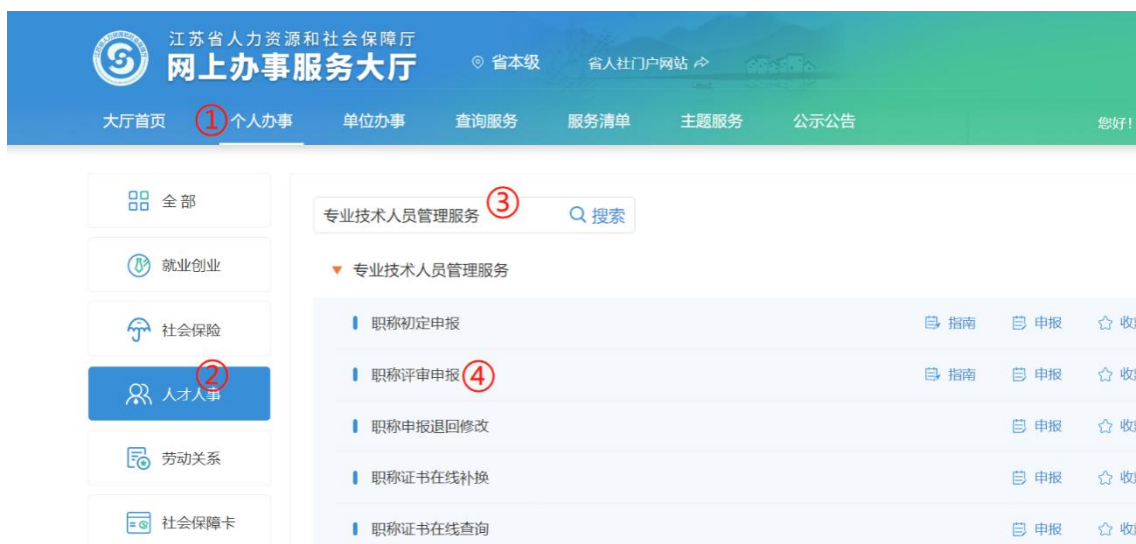 江苏省人力资源和社会保障厅
网上办事服务大厅 省本级 省人社门户网站
大厅首页 ①个人办事 单位办事 查询服务 服务清单 主题服务 公示公告 您好!
全部
专业技术人员管理服务 ③ 搜索
就业创业
专业技术人员管理服务
职称初定申报 指南 申报
社会保险
② 人才人事
职称评审申报④ 指南 申报
职称申报退回修改 申报
劳动关系
职称证书在线补换 申报
社会保障卡
职称证书在线查询 申报